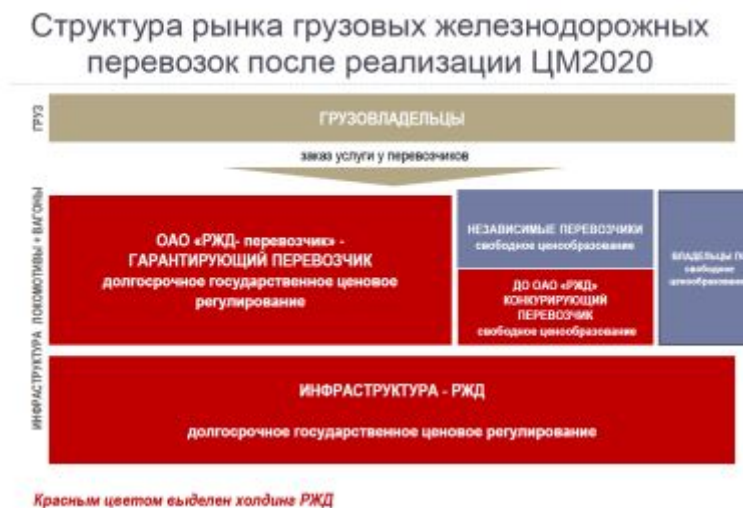 Структура рынка грузовых железнодорожных
перевозок после реализации ЦМ2020
ГРУЗ
ГРУЗОВЛАДЕЛЬЦЫ
заказ услуги у перевозчиков
ЛОКОМОТИВЫ + ВАГОНЫ
ОАО «РЖД- перевозчик» -
ГАРАНТИРУЮЩИЙ ПЕРЕВОЗЧИК
долгосрочное государственное ценовое
регулирование
НЕЗАВИСИМЫЕ ПЕРЕВОЗЧИКИ
свободное ценообразование
ДО ОАО «РЖД»
КОНКУРИРУЮЩИЙ
ПЕРЕВОЗЧИК
свободное ценообразование
ВЛАДЕЛЬЦЫ
свободное
ИНФРАСТРУКТУРА
ИНФРАСТРУКТУРА - РЖД
долгосрочное государственное ценовое регулирование
Красным цветом выделен холдинг РЖД